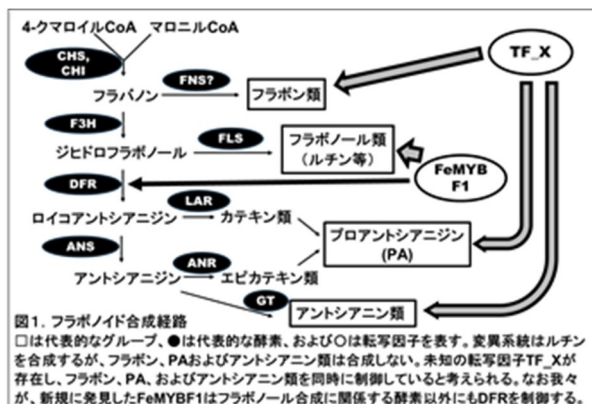 4-クマロイルCoA マロニルCoA
CHS,
CHI
TF_X
FNS?
フラバノン
フラボン類
F3H
FLS
フラボノール類
(ルチン等)
ジヒドロフラボノール
FeMYB
F1
DFR
LAR
ロイコアントシアニジン
カテキン類
プロアントシアニジン
(PA)
ANS
ANR
アントシアニジン
エピカテキン類
GT
アントシアニン類
図1. フラボノイド合成経路
□は代表的なグループ、●は代表的な酵素、および○は転写因子を表す。変異系統はルチン
を合成するが、フラボン、PAおよびアントシアニン類は合成しない。未知の転写因子TF_Xが
存在し、フラボン、PA、およびアントシアニン類を同時に制御していると考えられる。なお我々
が、新規に発見したFeMYBF1はフラボノール合成に関係する酵素以外にもDFRを制御する。